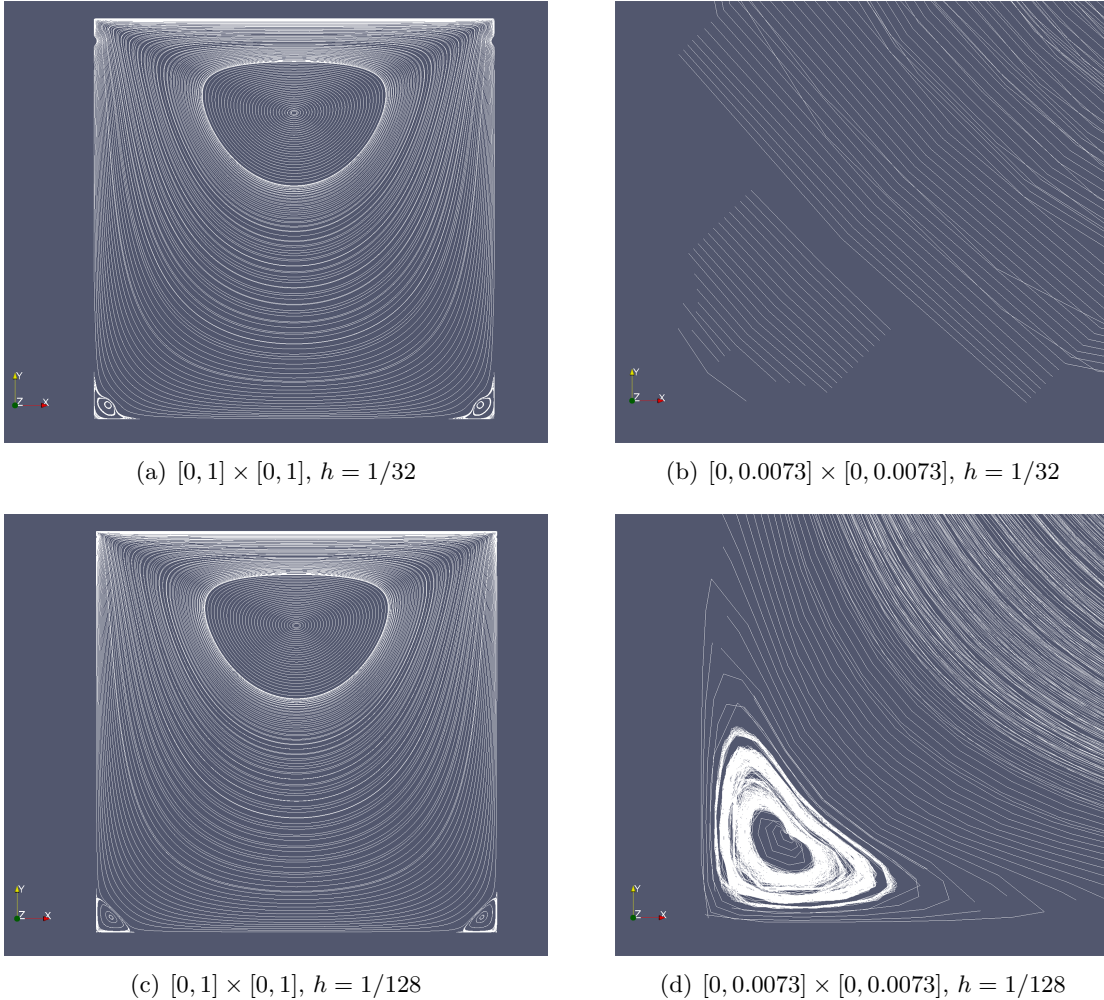 Y
Z
X
Y
Z
X
(a) [0, 1] × [0, 1], h = 1/32
(b) [0, 0.0073] × [0, 0.0073], h = 1/32
Y
Z
X
Y
Z
X
(c) [0, 1] × [0, 1], h = 1/128
(d) [0, 0.0073] × [0, 0.0073], h = 1/128